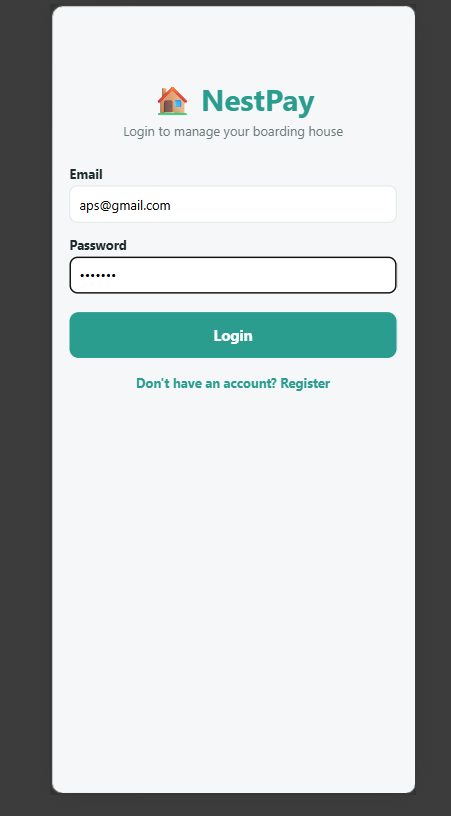 NestPay
Login to manage your boarding house
Email
aps@gmail.com
Password
•••••••
Login
Don't have an account? Register